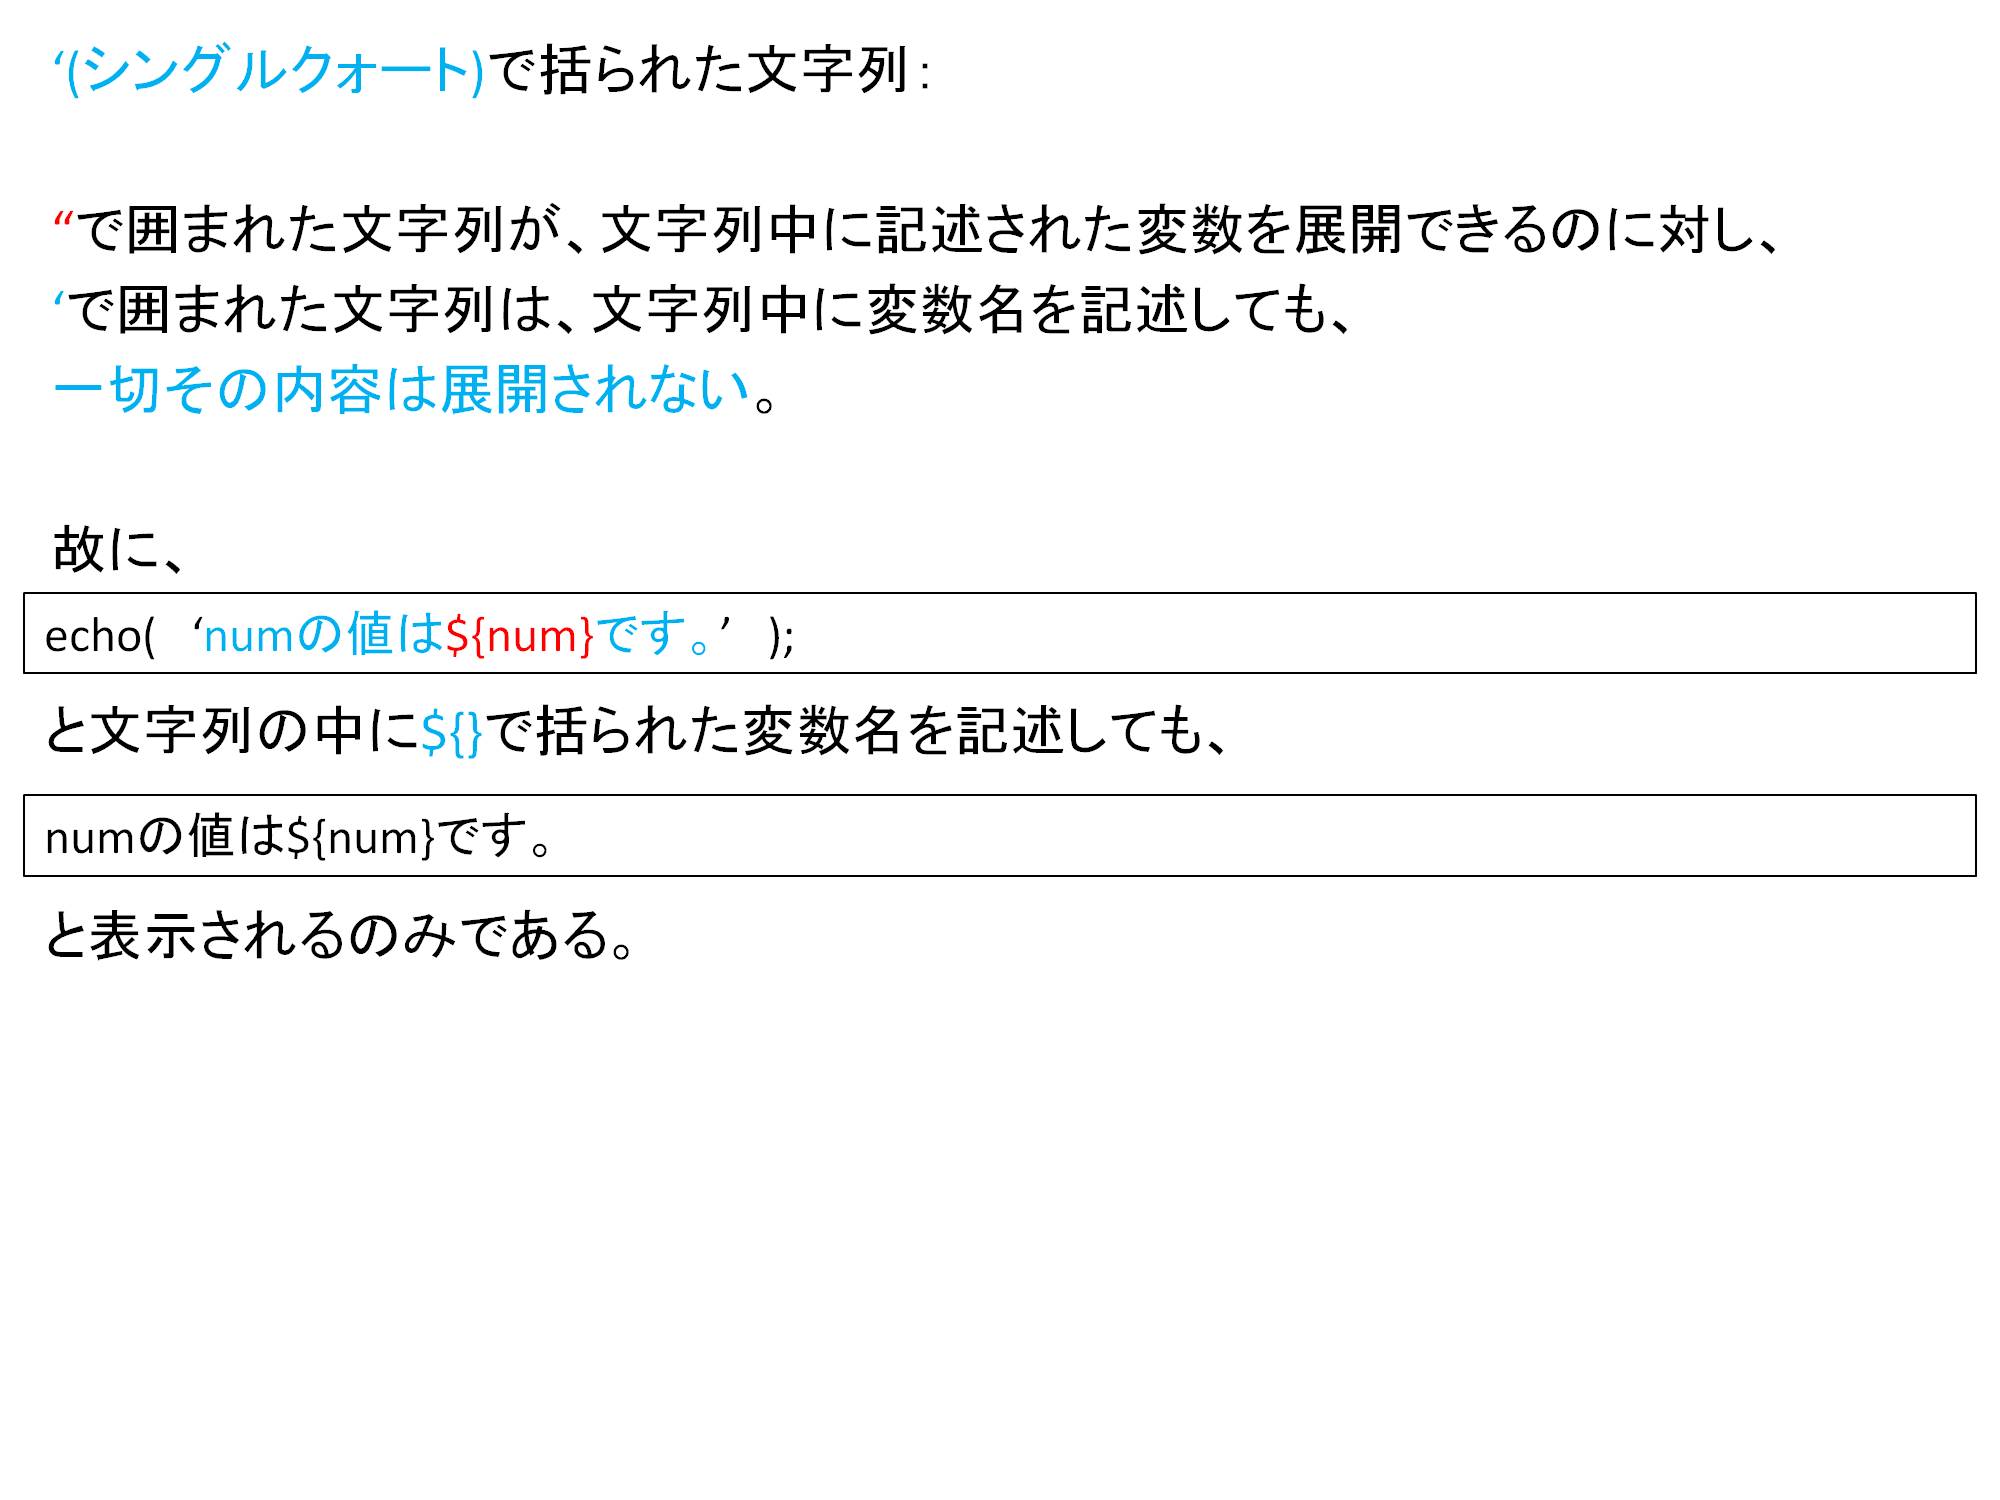 ‘(シングルクォート)で括られた文字列：
“で囲まれた文字列が、文字列中に記述された変数を展開できるのに対し、
‘で囲まれた文字列は、文字列中に変数名を記述しても、
一切その内容は展開されない。
故に、
echo( ‘numの値は${num}です。’ );
と文字列の中に${}で括られた変数名を記述しても、
numの値は${num}です。
と表示されるのみである。